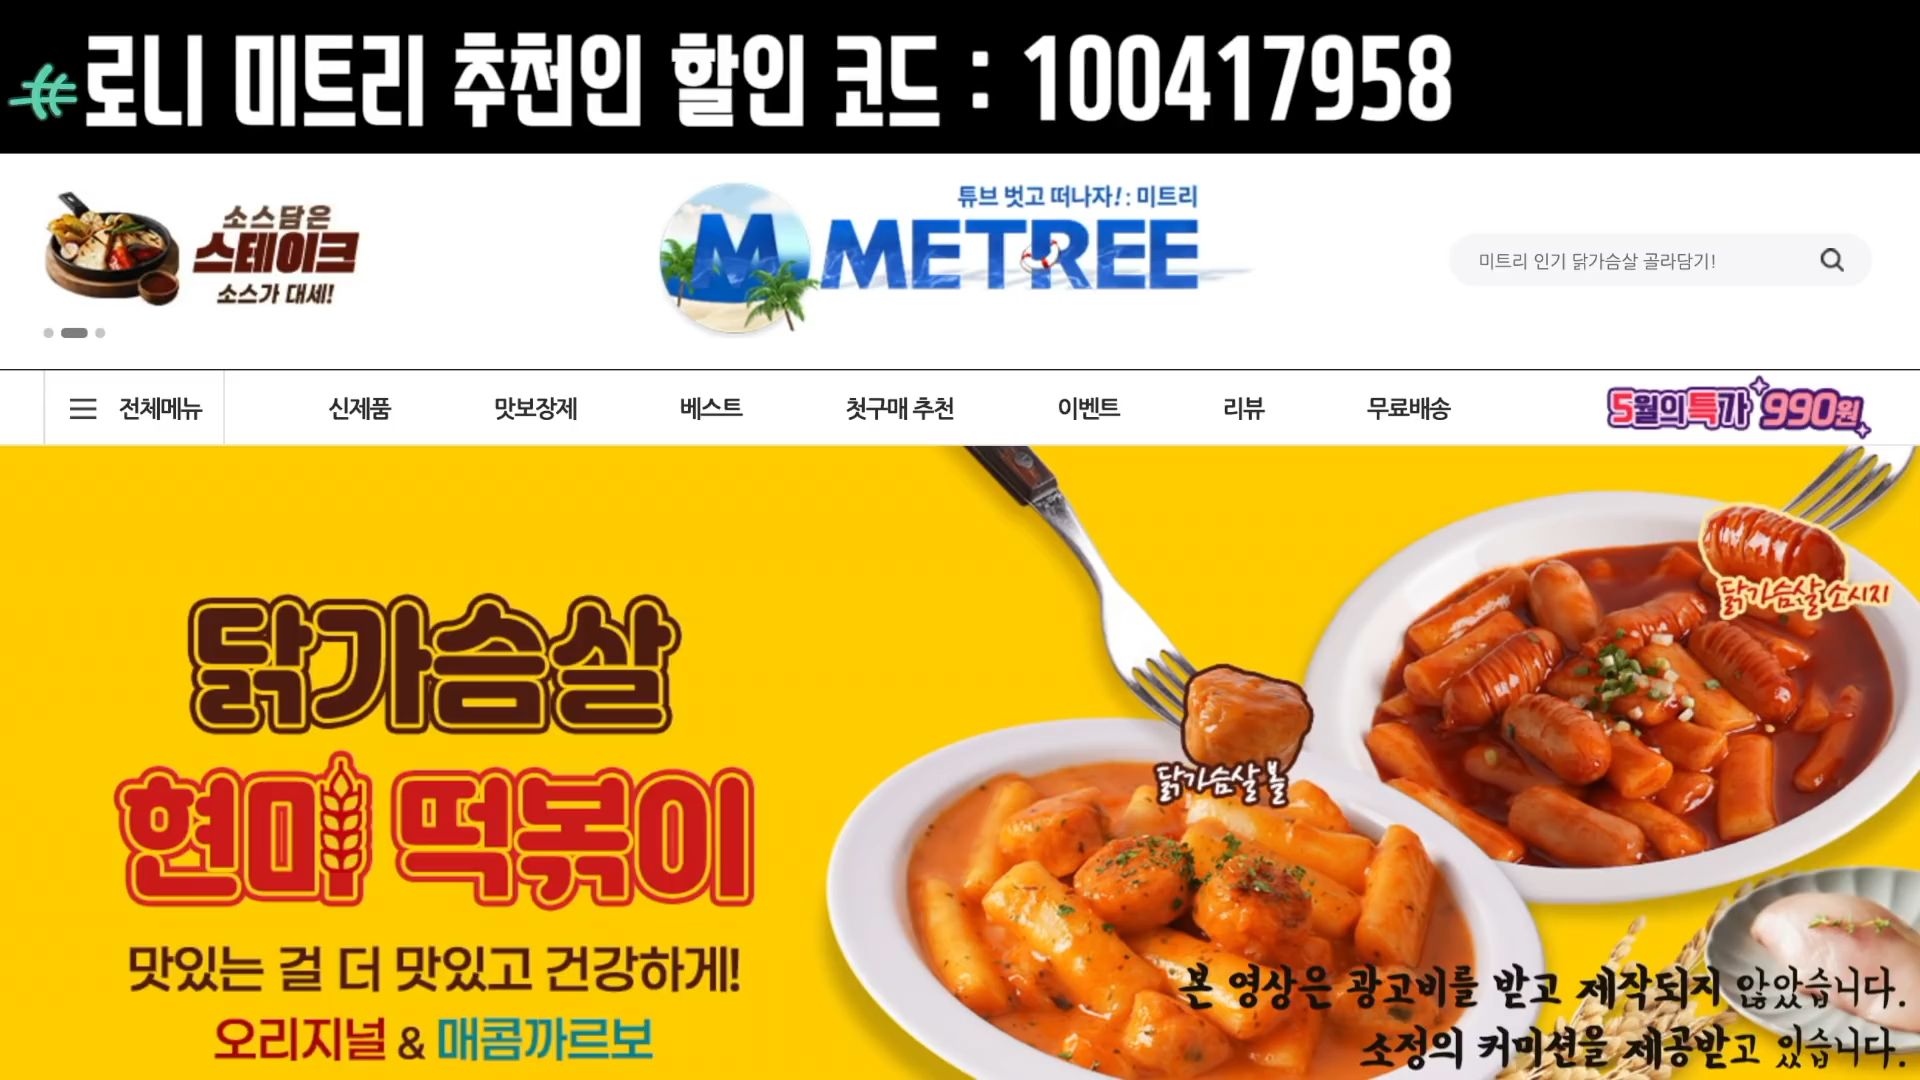 로니 미트리 추천인 할인 코드 : 100417958
소스담은
스테이크
소스가 대세!
튜브 벗고 떠나자! : 미트리
M METREE
미트리 인기 닭가슴살 골라담기!
전체메뉴 신제품 맛보장제 베스트 첫구매 추천 이벤트 리뷰 무료배송 5월의특가 990원
닭가슴살
현미 떡볶이
맛있는 걸 더 맛있고 건강하게!
오리지널 & 매콤까르보
닭가슴살 소시지
닭가슴살 볼
본 영상은 광고비를 받고 제작되지 않았습니다.
소정의 커미션을 제공받고 있습니다.